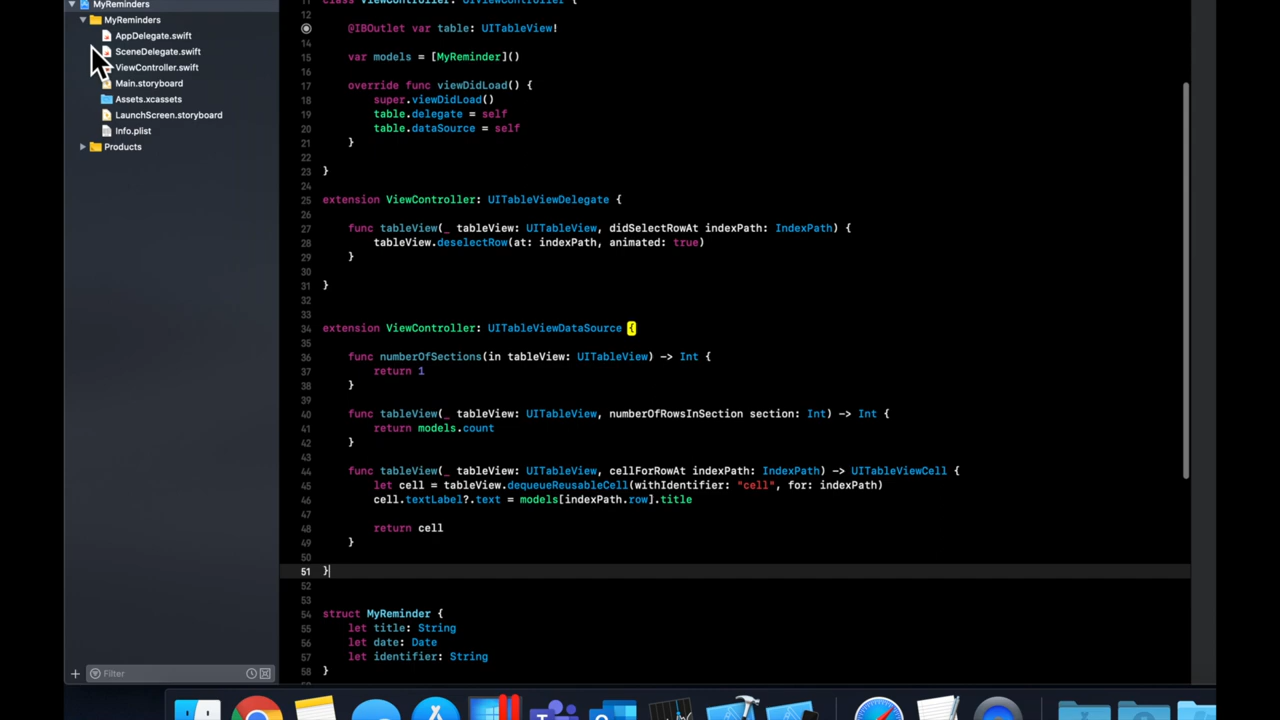 MyReminders
MyReminders
AppDelegate.swift
SceneDelegate.swift
ViewController.swift
Main.storyboard
Assets.xcassets
LaunchScreen.storyboard
Info.plist
Products
Filter
12
@IBOutlet var table: UITableView!
14
15 var models = [MyReminder]()
16
17 override func viewDidLoad() {
18 super.viewDidLoad()
19 table.delegate = self
20 table.dataSource = self
21 }
22
23 }
24
25 extension ViewController: UITableViewDelegate {
26
27 func tableView(_ tableView: UITableView, didSelectRowAt indexPath: IndexPath) {
28 tableView.deselectRow(at: indexPath, animated: true)
29 }
30
31 }
32
33
34 extension ViewController: UITableViewDataSource {
35
36 func numberOfSections(in tableView: UITableView) -> Int {
37 return 1
38 }
39
40 func tableView(_ tableView: UITableView, numberOfRowsInSection section: Int) -> Int {
41 return models.count
42 }
43
44 func tableView(_ tableView: UITableView, cellForRowAt indexPath: IndexPath) -> UITableViewCell {
45 let cell = tableView.dequeueReusableCell(withIdentifier: "cell", for: indexPath)
46 cell.textLabel?.text = models[indexPath.row].title
47
48 return cell
49 }
50
51 }
52
53
54 struct MyReminder {
55 let title: String
56 let date: Date
57 let identifier: String
58 }